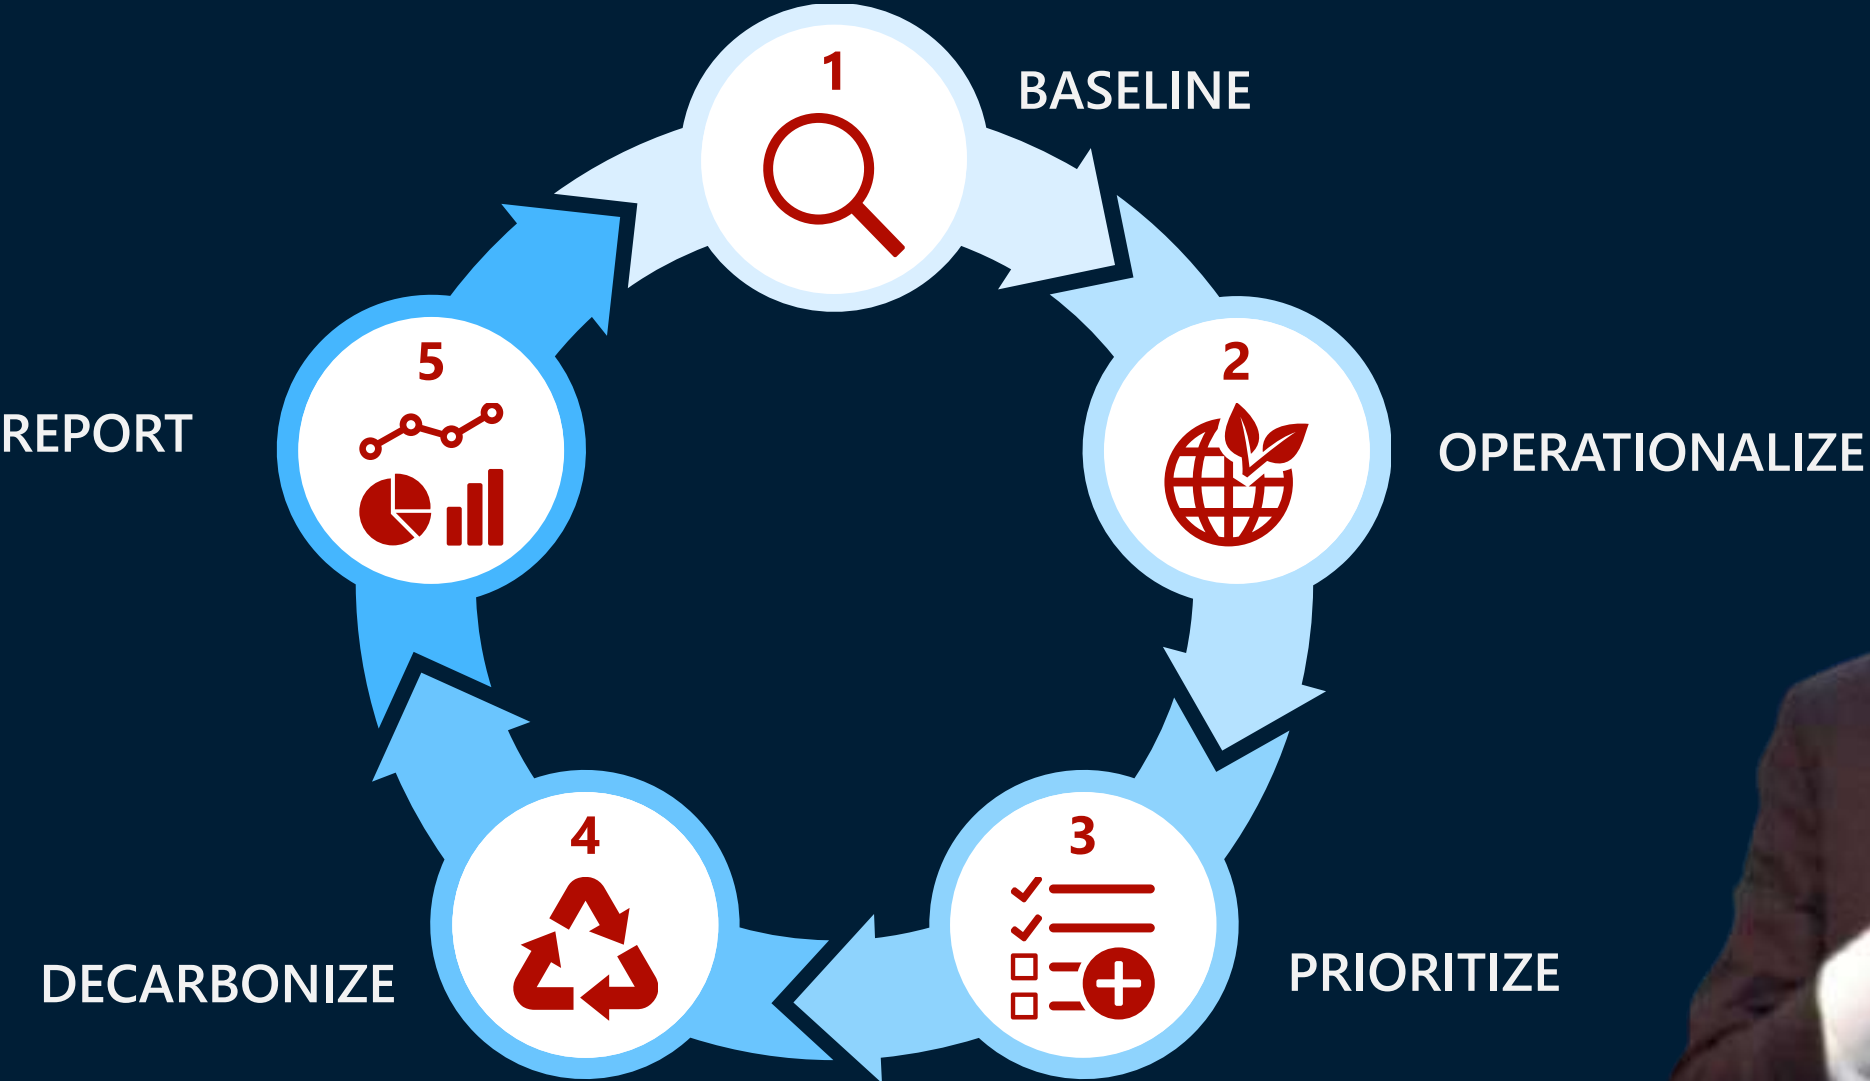 1
BASELINE
2
OPERATIONALIZE
3
PRIORITIZE
4
DECARBONIZE
5
REPORT